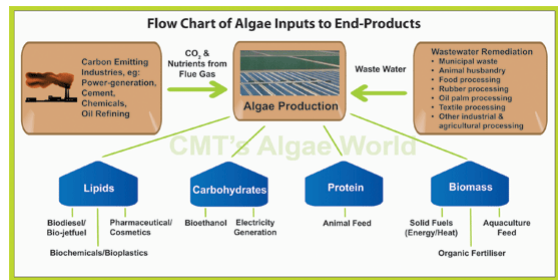 Flow Chart of Algae Inputs to End-Products
Carbon Emitting
Industries, eg:
Power-generation,
Cement,
Chemicals,
Oil Refining
CO2 &
Nutrients from
Flue Gas
Algae Production
Waste Water
Wastewater Remediation
• Municipal waste
• Animal husbandry
• Food processing
• Rubber processing
• Oil palm processing
• Textile processing
• Other industrial &
agricultural processing
CMT's Algae World
Lipids
Carbohydrates
Protein
Biomass
Biodiesel/
Bio-jetfuel
Pharmaceutical/
Cosmetics
Biochemicals/Bioplastics
Bioethanol
Electricity
Generation
Animal Feed
Solid Fuels
(Energy/Heat)
Aquaculture
Feed
Organic Fertiliser